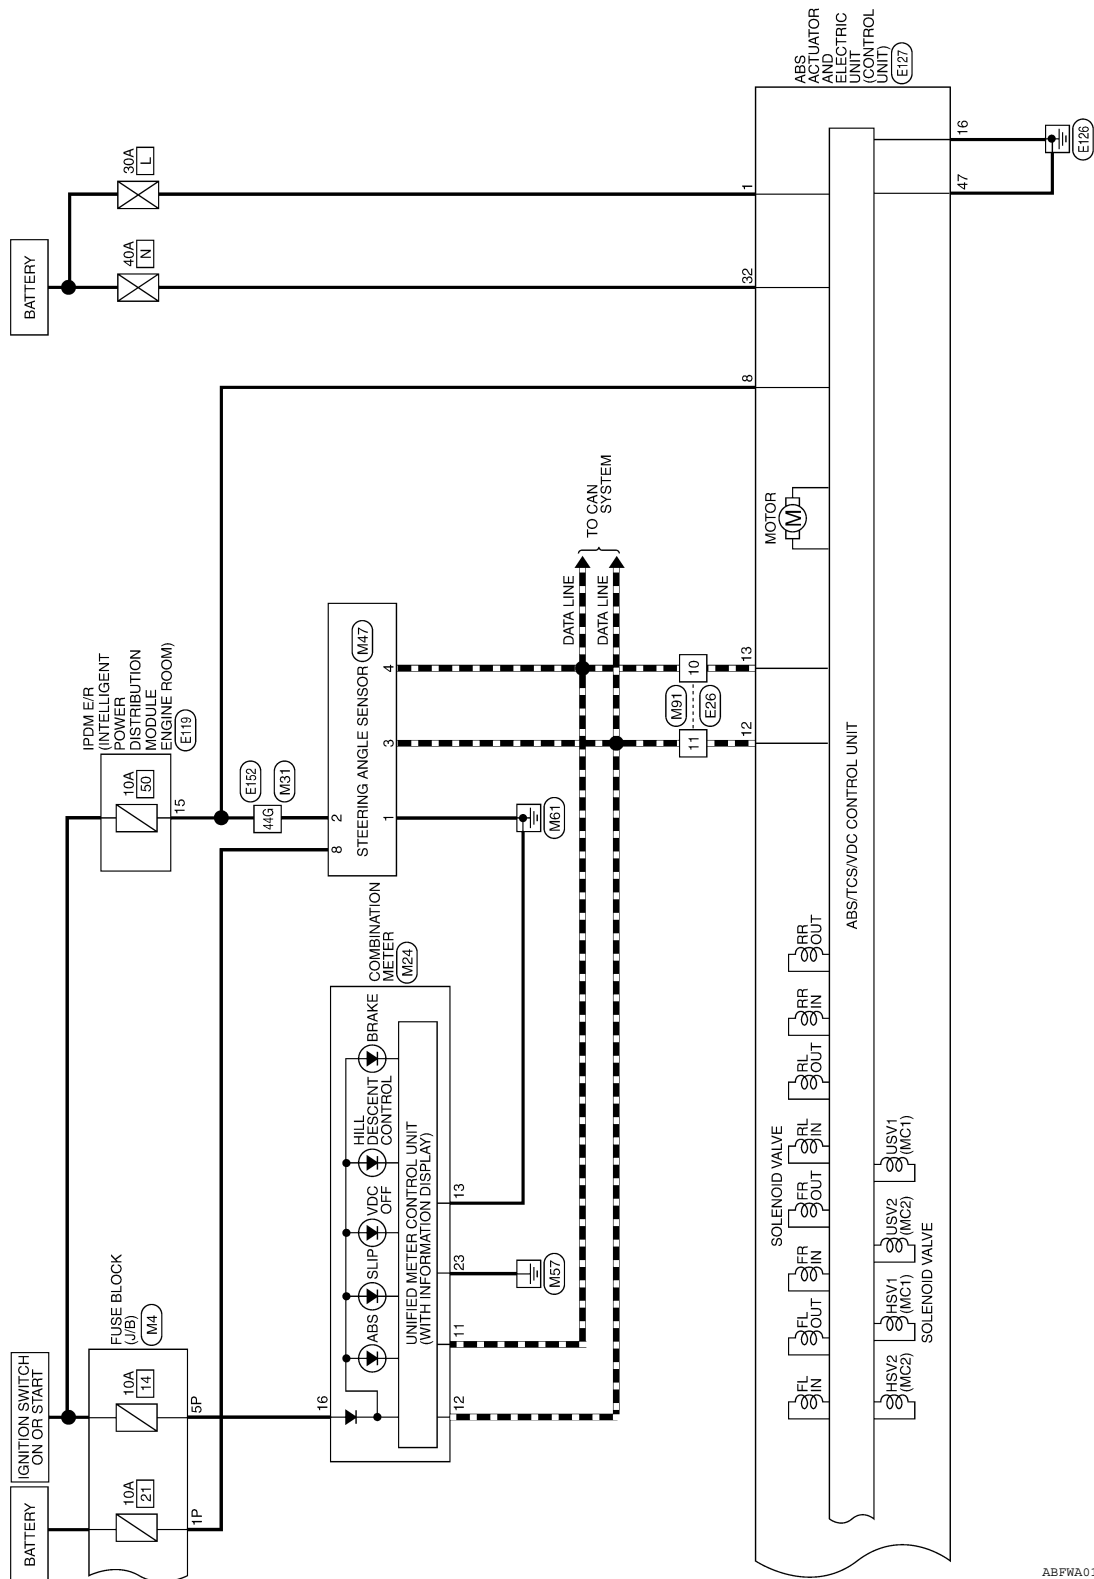 BATTERY
30A
L
40A
N
ABS
ACTUATOR
AND
ELECTRIC
UNIT
(CONTROL
UNIT)
E127
1
32
8
16
47
E126
MOTOR
M
TO CAN
SYSTEM
DATA LINE
DATA LINE
IPDM E/R
(INTELLIGENT
POWER
DISTRIBUTION
MODULE
ENGINE ROOM)
E119
10A
50
15
E152
M31
44G
2
8
STEERING ANGLE SENSOR
M47
4
3
1
M61
M91
E26
10
11
13
12
ABS/TCS/VDC CONTROL UNIT
COMBINATION
METER
M24
BRAKE
HILL
DESCENT
CONTROL
VDC
OFF
SLIP
ABS
UNIFIED METER CONTROL UNIT
(WITH INFORMATION DISPLAY)
16
13
23
11
12
M57
FUSE BLOCK
(J/B)
M4
IGNITION SWITCH
ON OR START
10A
14
5P
BATTERY
10A
21
1P
SOLENOID VALVE
FL
IN
FL
OUT
FR
IN
FR
OUT
RL
IN
RL
OUT
RR
IN
RR
OUT
HSV2
(MC2)
HSV1
(MC1)
USV2
(MC2)
USV1
(MC1)
SOLENOID VALVE